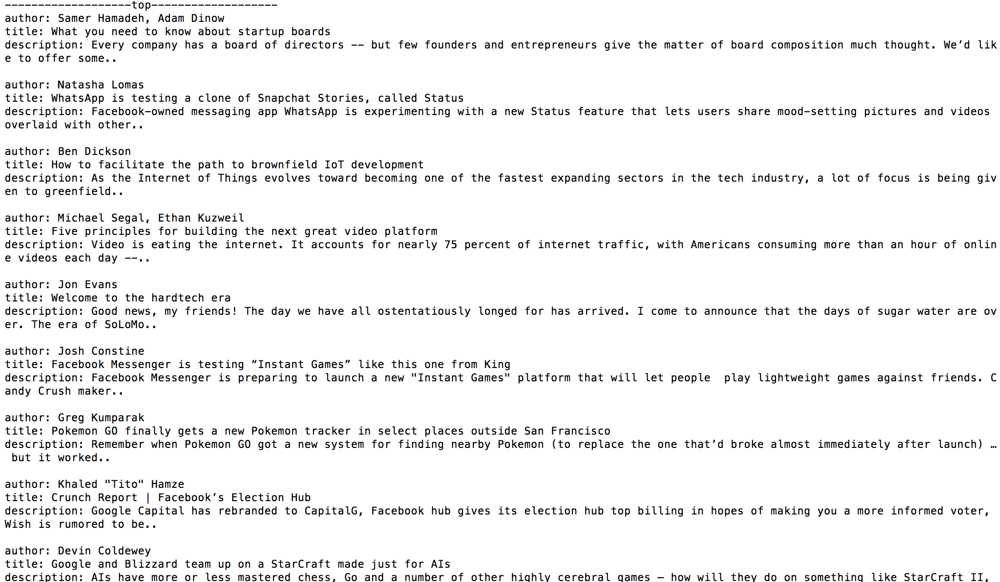 -------------------top-------------------
author: Samer Hamadeh, Adam Dinow
title: What you need to know about startup boards
description: Every company has a board of directors -- but few founders and entrepreneurs give the matter of board composition much thought. We’d lik
e to offer some..
author: Natasha Lomas
title: WhatsApp is testing a clone of Snapchat Stories, called Status
description: Facebook-owned messaging app WhatsApp is experimenting with a new Status feature that lets users share mood-setting pictures and videos
overlaid with other..
author: Ben Dickson
title: How to facilitate the path to brownfield IoT development
description: As the Internet of Things evolves toward becoming one of the fastest expanding sectors in the tech industry, a lot of focus is being giv
en to greenfield..
author: Michael Segal, Ethan Kuzweil
title: Five principles for building the next great video platform
description: Video is eating the internet. It accounts for nearly 75 percent of internet traffic, with Americans consuming more than an hour of onlin
e videos each day --..
author: Jon Evans
title: Welcome to the hardtech era
description: Good news, my friends! The day we have all ostentatiously longed for has arrived. I come to announce that the days of sugar water are ov
er. The era of SoLoMo..
author: Josh Constine
title: Facebook Messenger is testing “Instant Games” like this one from King
description: Facebook Messenger is preparing to launch a new "Instant Games" platform that will let people  play lightweight games against friends. C
andy Crush maker..
author: Greg Kumparak
title: Pokemon GO finally gets a new Pokemon tracker in select places outside San Francisco
description: Remember when Pokemon GO got a new system for finding nearby Pokemon (to replace the one that’d broke almost immediately after launch) …
 but it worked..
author: Khaled "Tito" Hamze
title: Crunch Report | Facebook’s Election Hub
description: Google Capital has rebranded to CapitalG, Facebook hub gives its election hub top billing in hopes of making you a more informed voter,
Wish is rumored to be..
author: Devin Coldewey
title: Google and Blizzard team up on a StarCraft made just for AIs
description: AIs have more or less mastered chess, Go and a number of other highly cerebral games — how will they do on something like StarCraft II,